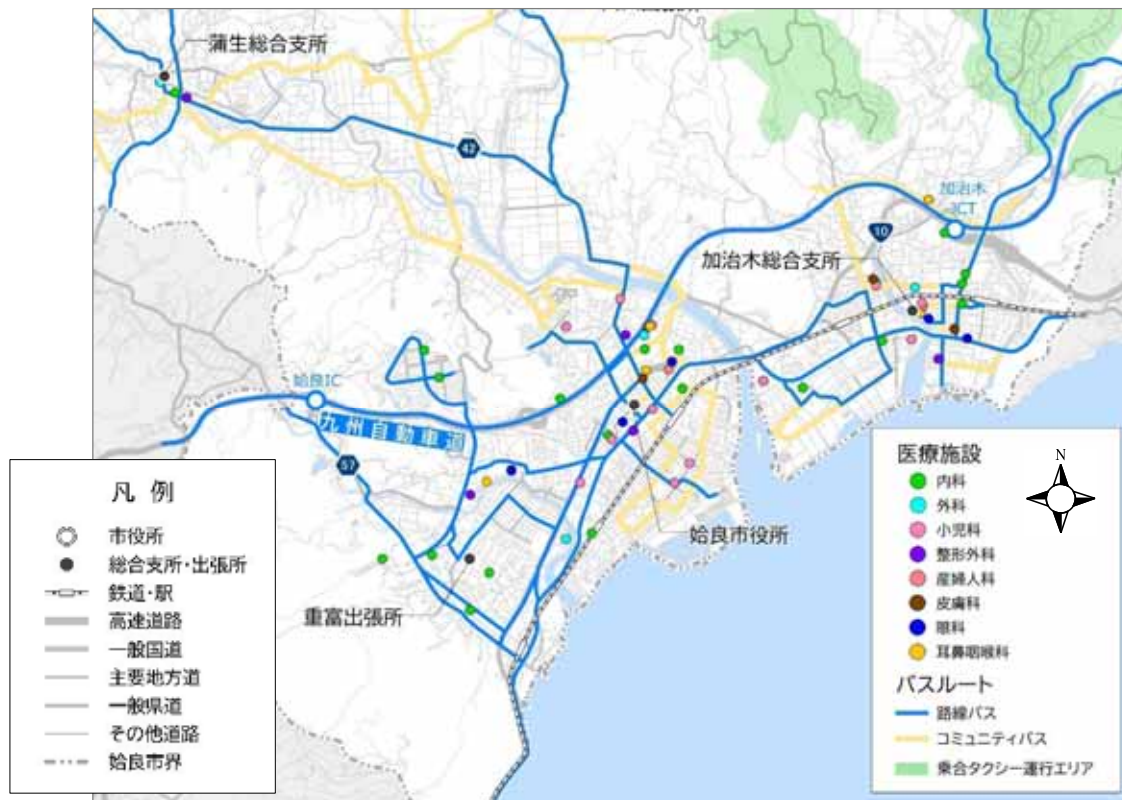 蒲生総合支所
42
加治木
JCT
10
加治木総合支所
姶良IC
九州自動車道
57
姶良市役所
重富出張所
凡 例
市役所
総合支所・出張所
鉄道・駅
高速道路
一般国道
主要地方道
一般県道
その他道路
姶良市界
医療施設
内科
外科
小児科
整形外科
産婦人科
皮膚科
眼科
耳鼻咽喉科
バスルート
路線バス
コミュニティバス
乗合タクシー運行エリア
N